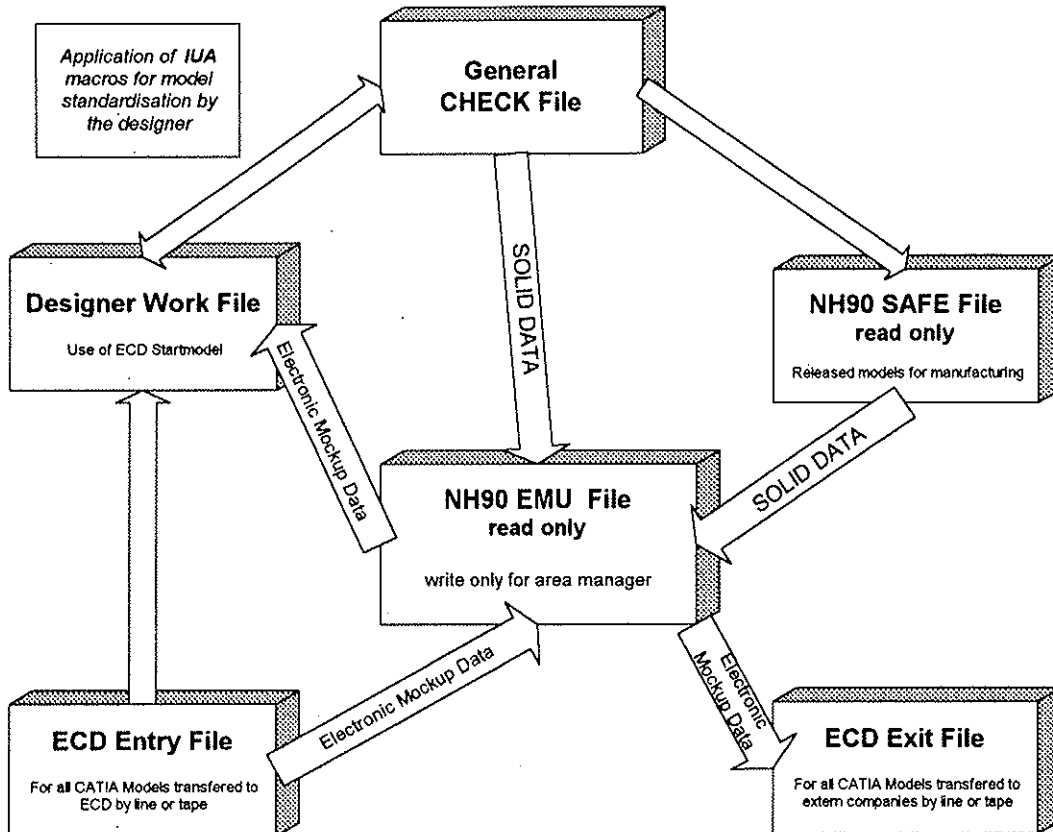 Application of IUA
macros for model
standardisation by
the designer
General
CHECK File
Designer Work File
Use of ECD Startmodel
SOLID DATA
NH90 SAFE File
read only
Released models for manufacturing
Electronic Mockup Data
SOLID DATA
NH90 EMU File
read only
write only for area manager
Electronic Mockup Data
Electronic
Mockup Data
ECD Entry File
For all CATIA Models transfered to
ECD by line or tape
ECD Exit File
For all CATIA Models transfered to
extern companies by line or tape